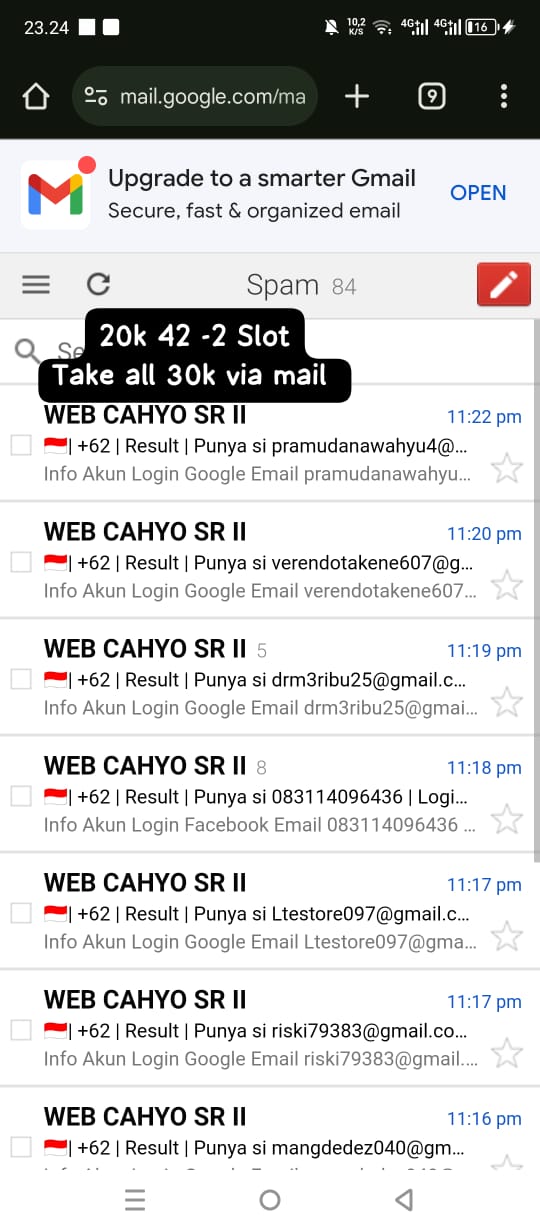 23.24
10,2 K/S
4G
4G
16
mail.google.com/ma
9
Upgrade to a smarter Gmail
Secure, fast & organized email
OPEN
Spam 84
20k 42 -2 Slot
Take all 30k via mail
WEB CAHYO SR II
11:22 pm
| +62 | Result | Punya si pramudanawahyu4@...
Info Akun Login Google Email pramudanawahyu...
WEB CAHYO SR II
11:20 pm
| +62 | Result | Punya si verendotakene607@g...
Info Akun Login Google Email verendotakene607...
WEB CAHYO SR II 5
11:19 pm
| +62 | Result | Punya si drm3ribu25@gmail.c...
Info Akun Login Google Email drm3ribu25@gmai...
WEB CAHYO SR II 8
11:18 pm
| +62 | Result | Punya si 083114096436 | Logi...
Info Akun Login Facebook Email 083114096436 ...
WEB CAHYO SR II
11:17 pm
| +62 | Result | Punya si Ltestore097@gmail.c...
Info Akun Login Google Email Ltestore097@gma...
WEB CAHYO SR II
11:17 pm
| +62 | Result | Punya si riski79383@gmail.co...
Info Akun Login Google Email riski79383@gmail....
WEB CAHYO SR II
11:16 pm
| +62 | Result | Punya si mangdedez040@gm...